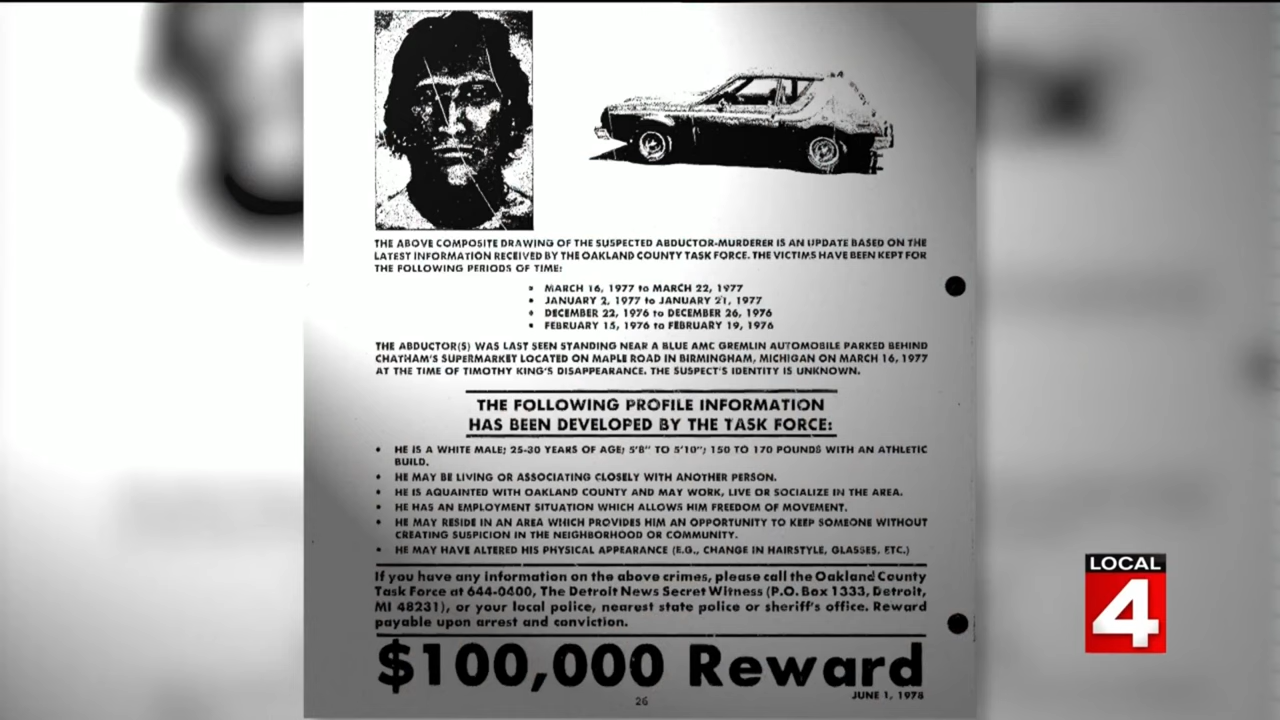 THE ABOVE COMPOSITE DRAWING OF THE SUSPECTED ABDUCTOR-MURDERER IS AN UPDATE BASED ON THE
LATEST INFORMATION RECEIVED BY THE OAKLAND COUNTY TASK FORCE. THE VICTIMS HAVE BEEN KEPT FOR
THE FOLLOWING PERIODS OF TIME:
• MARCH 16, 1977 to MARCH 22, 1977
• JANUARY 2, 1977 to JANUARY 21, 1977
• DECEMBER 22, 1976 to DECEMBER 26, 1976
• FEBRUARY 15, 1976 to FEBRUARY 19, 1976
THE ABDUCTOR(S) WAS LAST SEEN STANDING NEAR A BLUE AMC GREMLIN AUTOMOBILE PARKED BEHIND
CHATHAM'S SUPERMARKET LOCATED ON MAPLE ROAD IN BIRMINGHAM, MICHIGAN ON MARCH 16, 1977
AT THE TIME OF TIMOTHY KING'S DISAPPEARANCE. THE SUSPECT'S IDENTITY IS UNKNOWN.
THE FOLLOWING PROFILE INFORMATION
HAS BEEN DEVELOPED BY THE TASK FORCE:
• HE IS A WHITE MALE; 25-30 YEARS OF AGE; 5'8" TO 5'10"; 150 TO 170 POUNDS WITH AN ATHLETIC
BUILD.
• HE MAY BE LIVING OR ASSOCIATING CLOSELY WITH ANOTHER PERSON.
• HE IS AQUAINTED WITH OAKLAND COUNTY AND MAY WORK, LIVE OR SOCIALIZE IN THE AREA.
• HE HAS AN EMPLOYMENT SITUATION WHICH ALLOWS HIM FREEDOM OF MOVEMENT.
• HE MAY RESIDE IN AN AREA WHICH PROVIDES HIM AN OPPORTUNITY TO KEEP SOMEONE WITHOUT
CREATING SUSPICION IN THE NEIGHBORHOOD OR COMMUNITY.
• HE MAY HAVE ALTERED HIS PHYSICAL APPEARANCE (E.G., CHANGE IN HAIRSTYLE, GLASSES, ETC.)
If you have any information on the above crimes, please call the Oakland County
Task Force at 644-0400, The Detroit News Secret Witness (P.O. Box 1333, Detroit,
MI 48231), or your local police, nearest state police or sheriff's office. Reward
payable upon arrest and conviction.
$100,000 Reward
JUNE 1, 1978
26
LOCAL
4